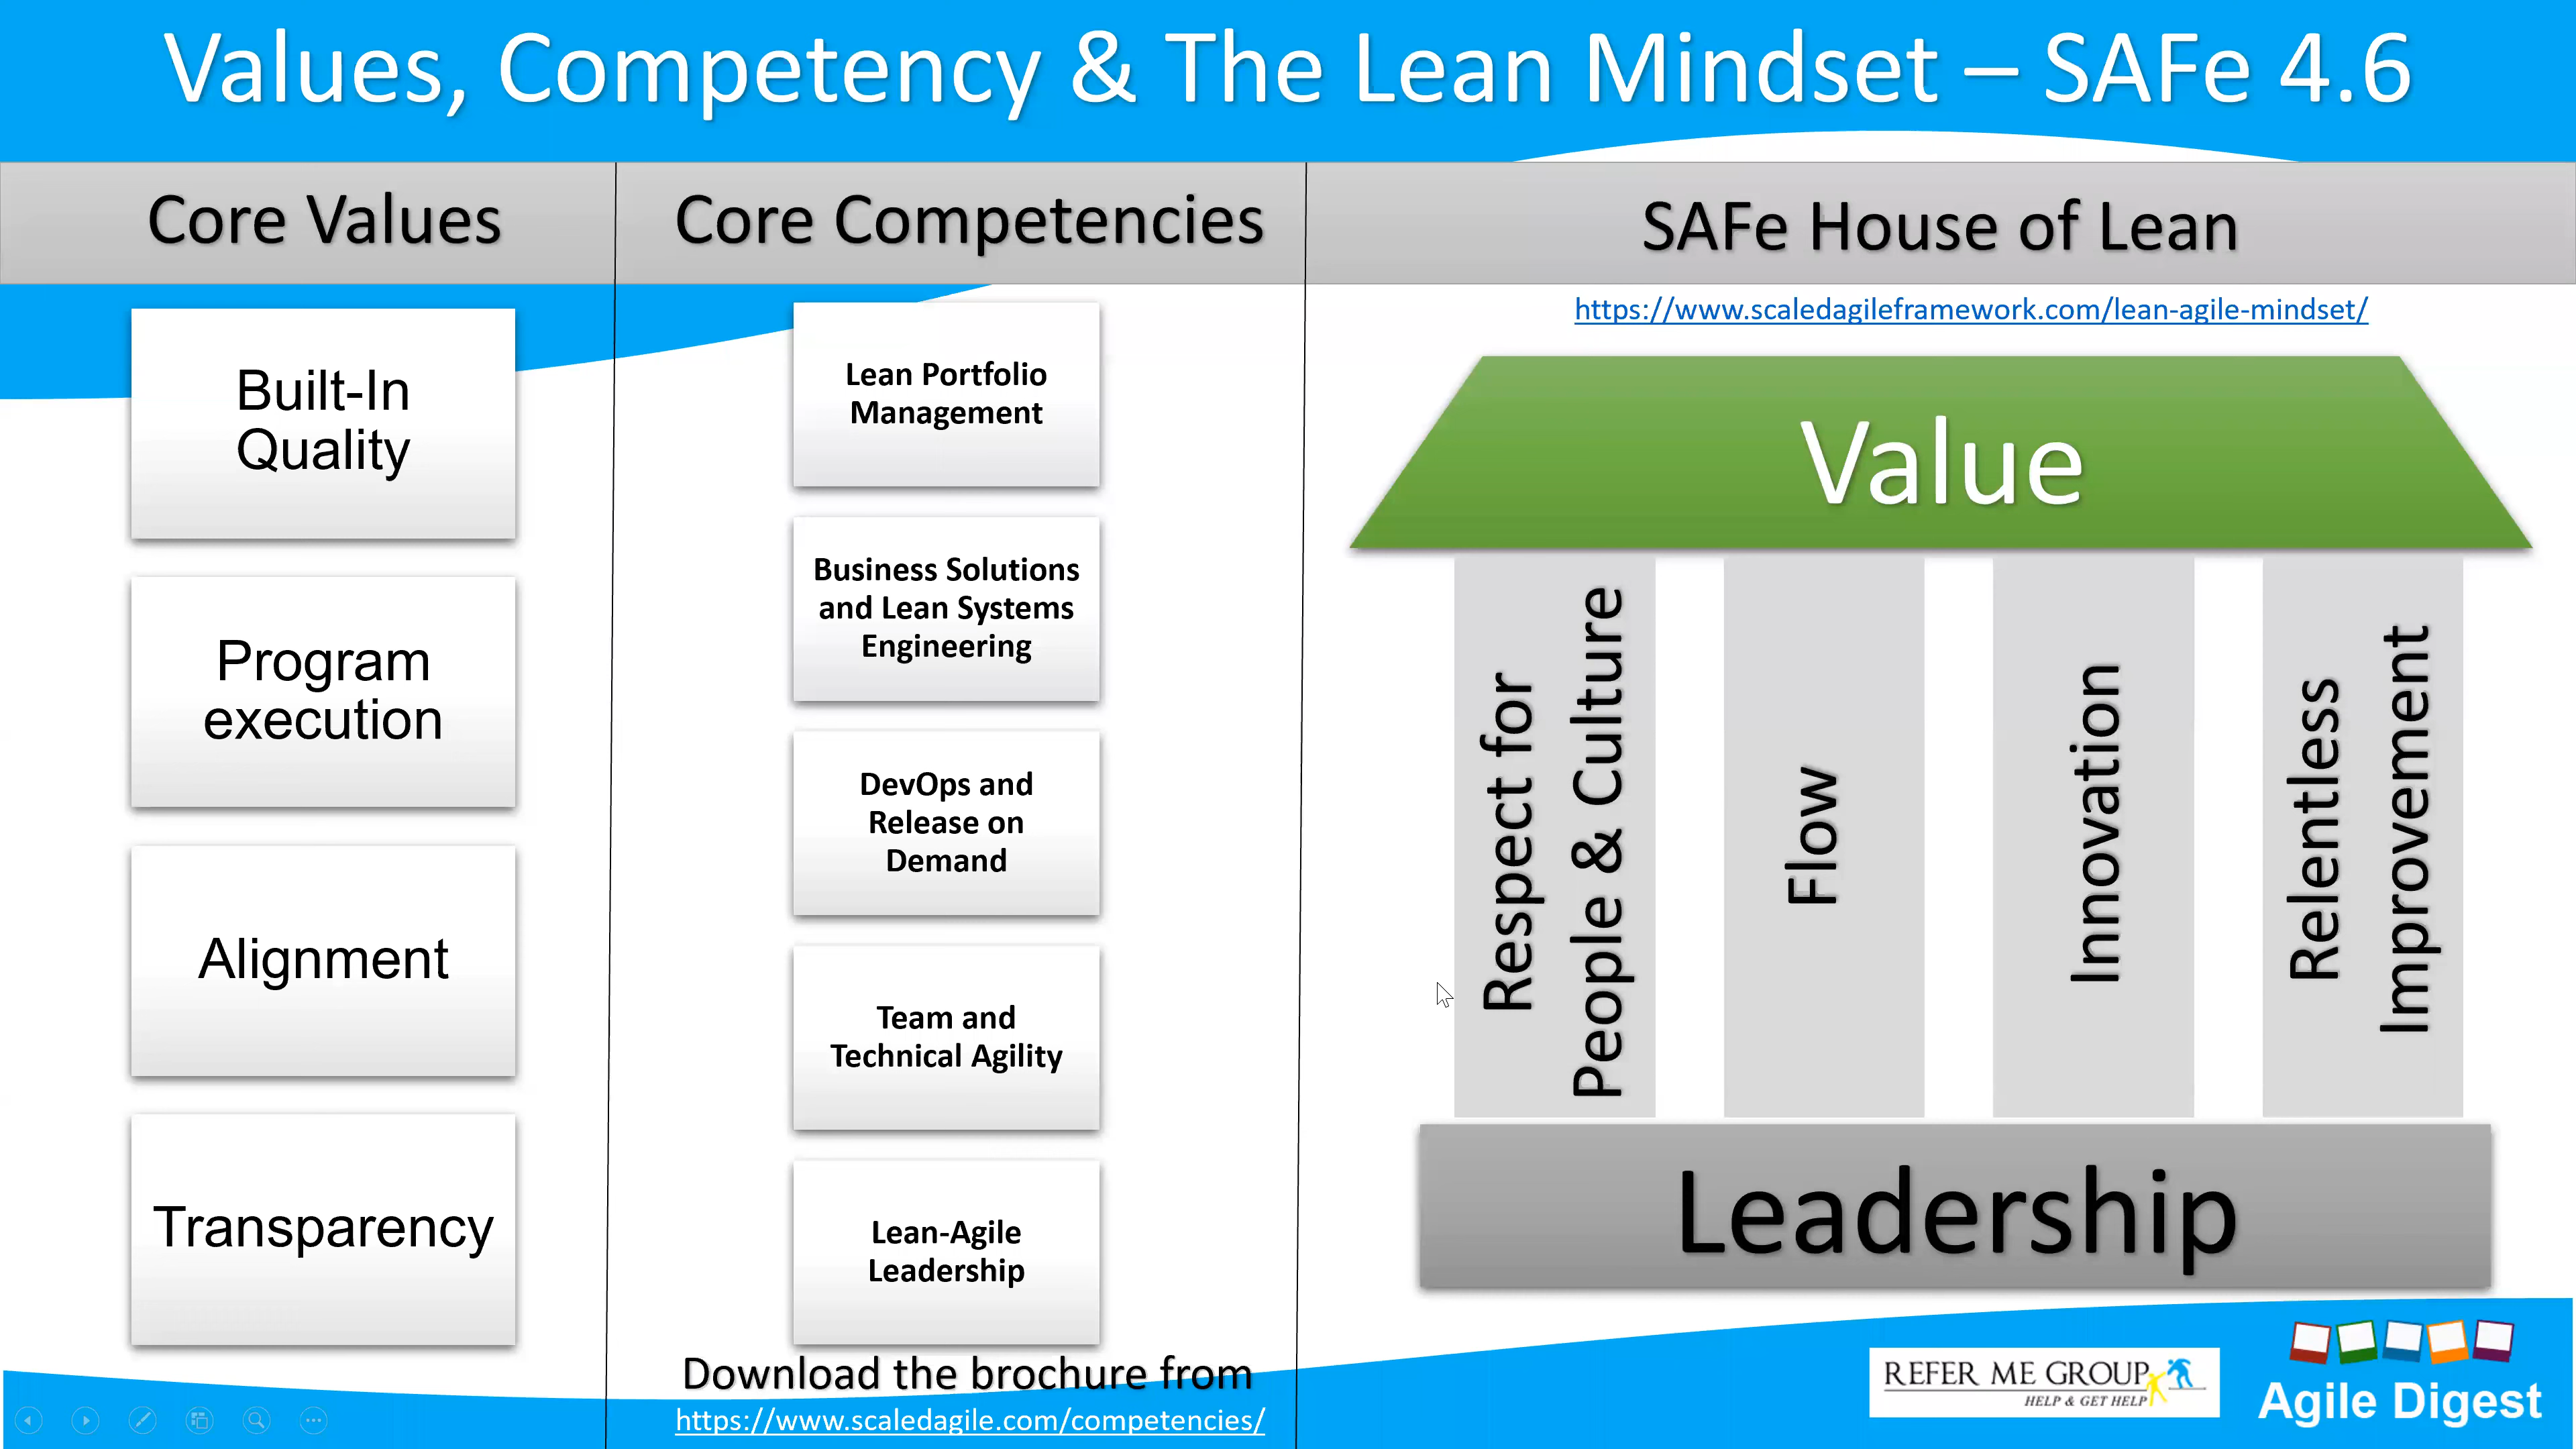 Values, Competency & The Lean Mindset – SAFe 4.6
Core Values
Built-In
Quality
Program
execution
Alignment
Transparency
Core Competencies
Lean Portfolio
Management
Business Solutions
and Lean Systems
Engineering
DevOps and
Release on
Demand
Team and
Technical Agility
Lean-Agile
Leadership
Download the brochure from
https://www.scaledagile.com/competencies/
SAFe House of Lean
https://www.scaledagileframework.com/lean-agile-mindset/
Value
Respect for
People & Culture
Flow
Innovation
Relentless
Improvement
Leadership
REFER ME GROUP
HELP & GET HELP
Agile Digest